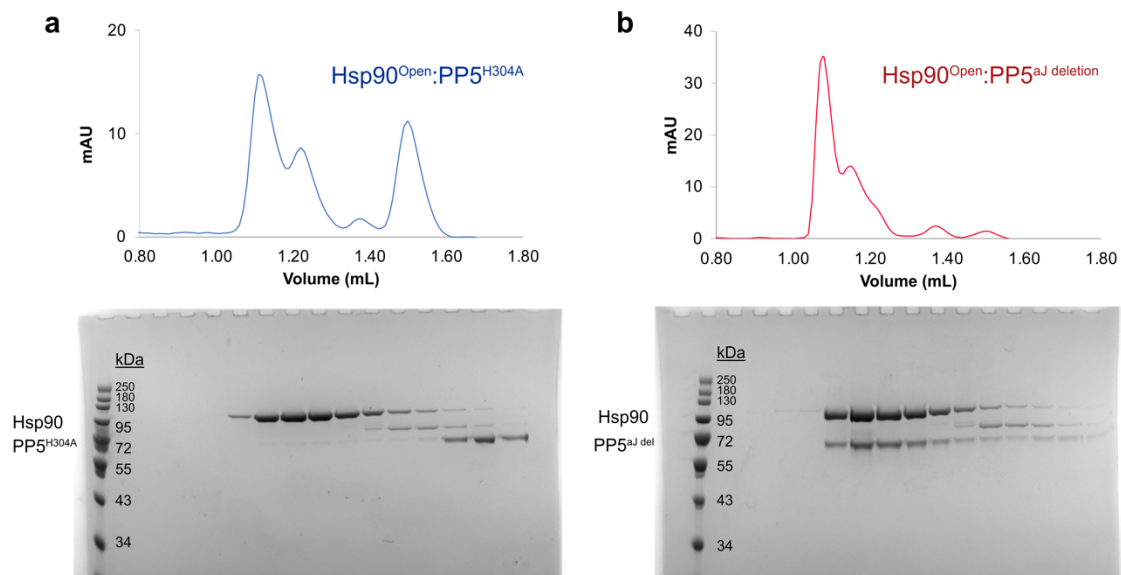 a
20
10
0
mAU
Hsp90Open:PP5H304A
0.80 1.00 1.20 1.40 1.60 1.80
Volume (mL)
kDa
250
180
130
95
72
55
43
34
Hsp90
PP5H304A
b
40
30
20
10
0
mAU
Hsp90Open:PP5aJ deletion
0.80 1.00 1.20 1.40 1.60 1.80
Volume (mL)
kDa
250
180
130
95
72
55
43
34
Hsp90
PP5aJ del